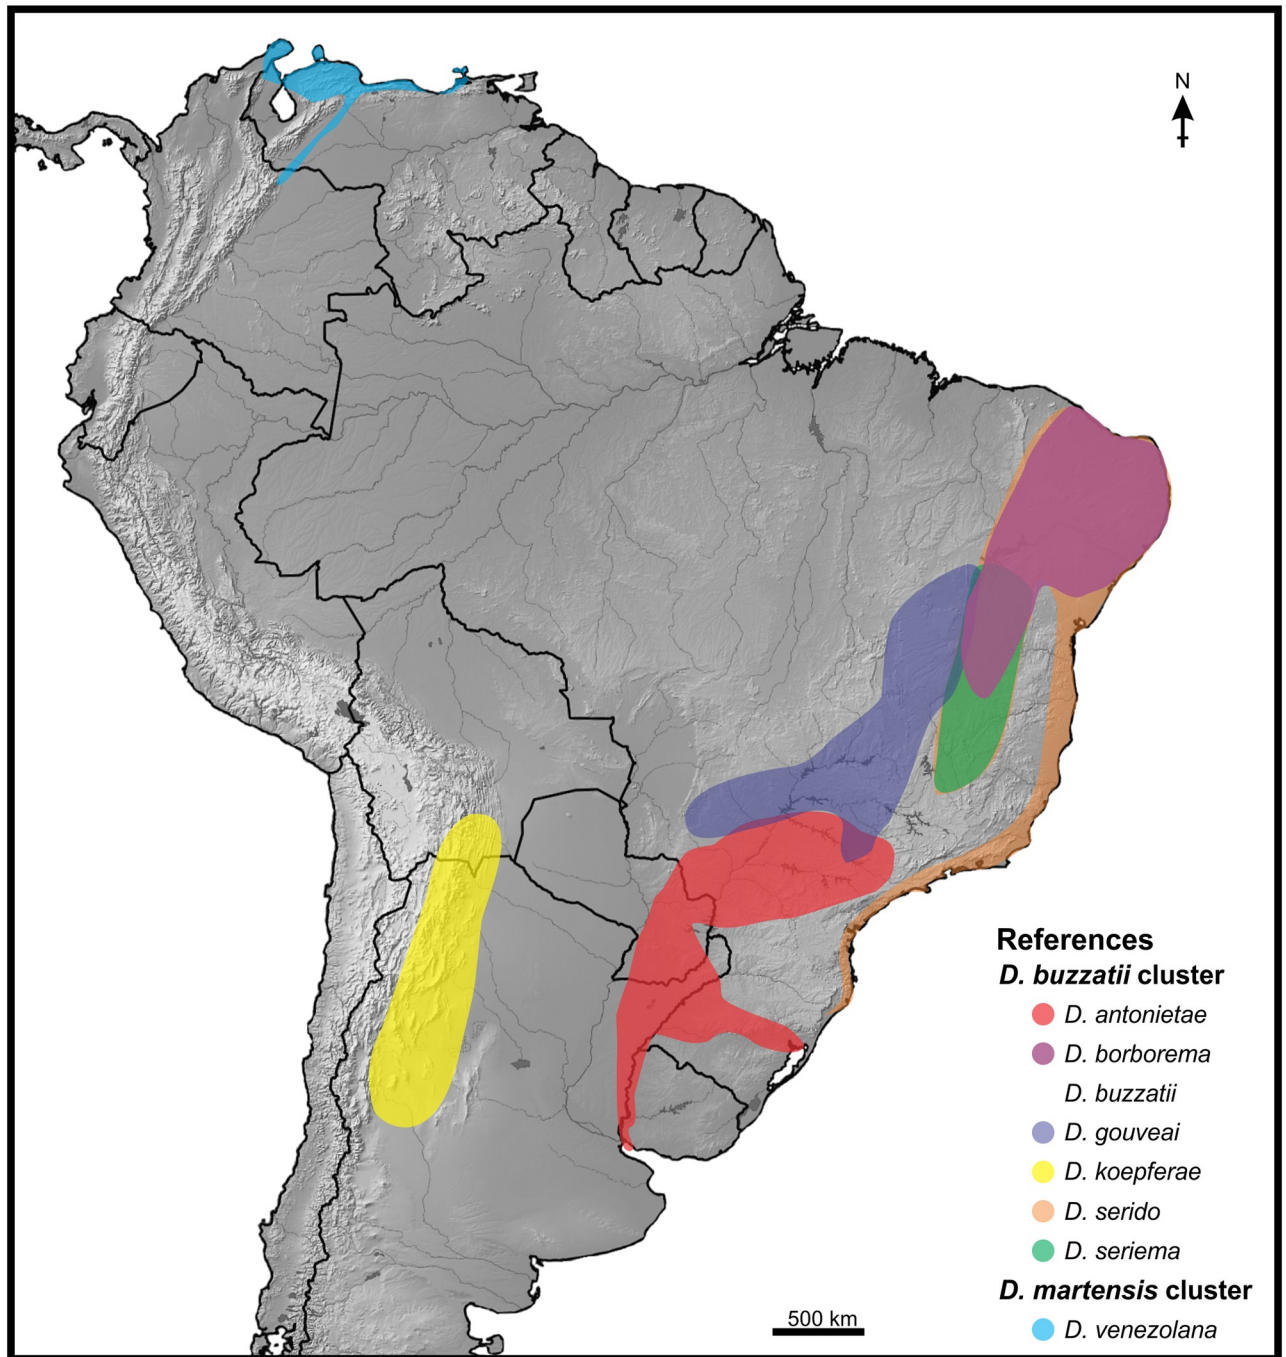 N
References
D. buzzatii cluster
D. antonietae
D. borborema
D. buzzatii
D. gouveai
D. koepferae
D. serido
D. seriema
D. martensis cluster
D. venezolana
500 km